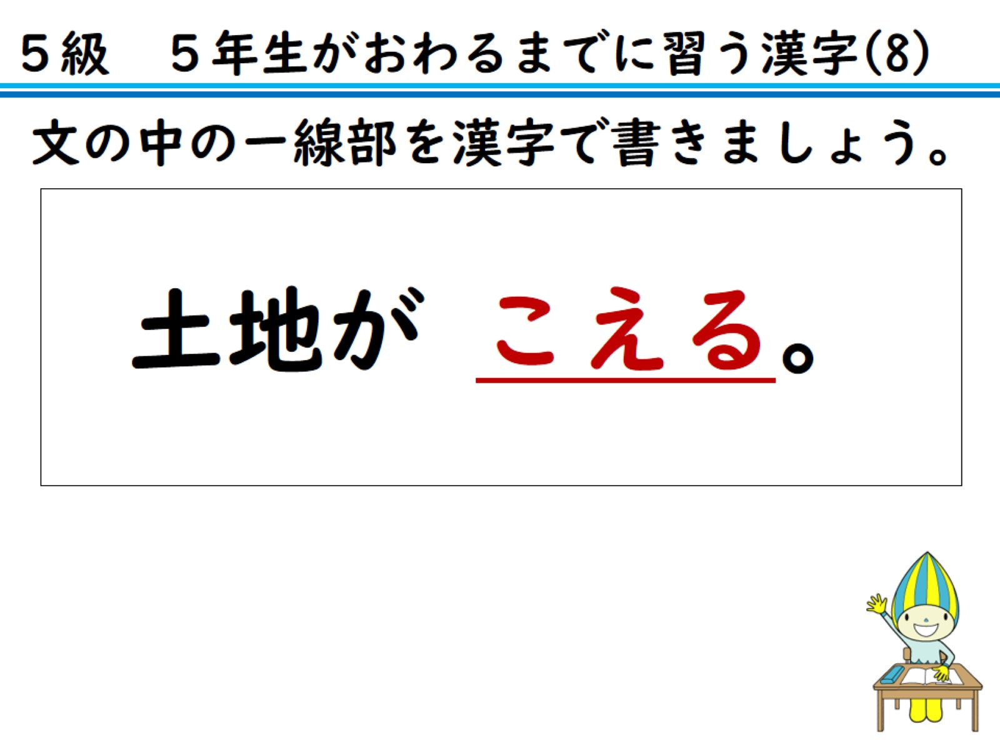 ５級　５年生がおわるまでに習う漢字(8)
文の中の―線部を漢字で書きましょう。
土地が こえる。